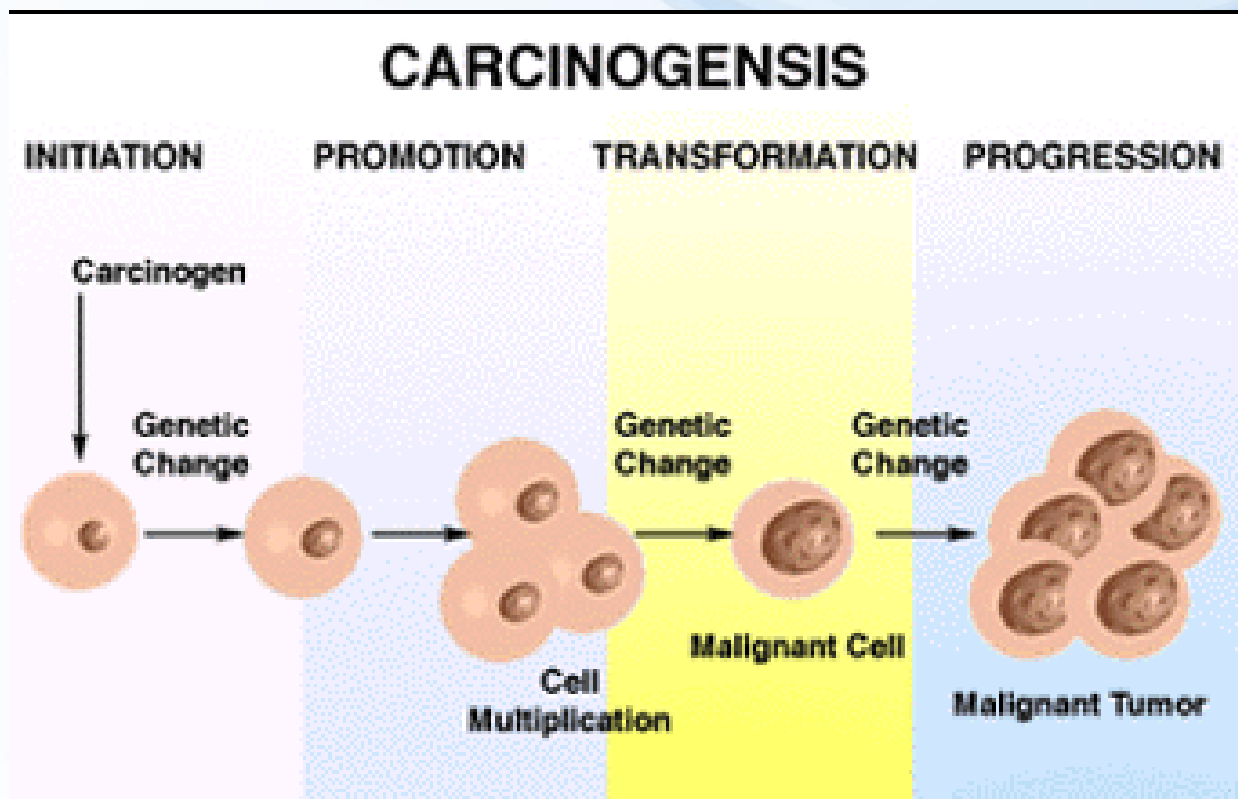 CARCINOGENSIS
INITIATION
PROMOTION
TRANSFORMATION
PROGRESSION
Carcinogen
Genetic
Change
Genetic
Change
Genetic
Change
Cell
Multiplication
Malignant Cell
Malignant Tumor